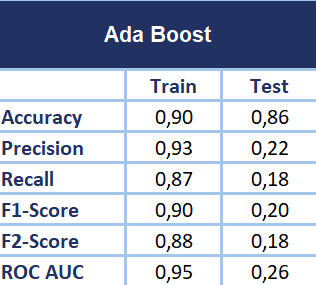 Ada Boost
Train Test
Accuracy 0,90 0,86
Precision 0,93 0,22
Recall 0,87 0,18
F1-Score 0,90 0,20
F2-Score 0,88 0,18
ROC AUC 0,95 0,26